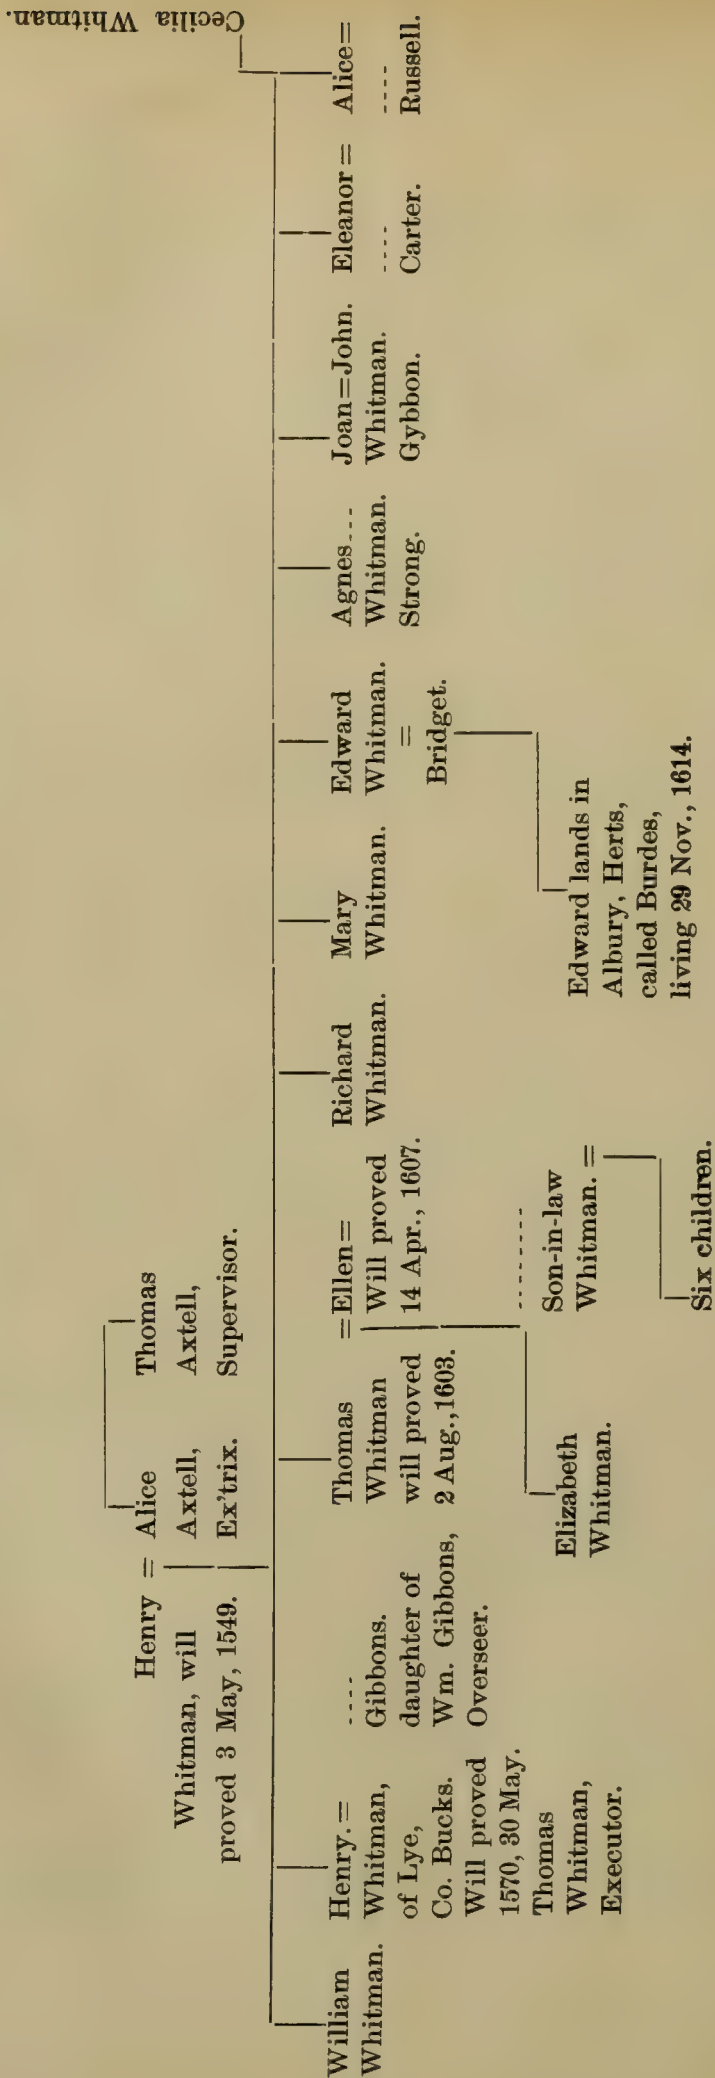 Henry = Alice
Whitman, will
proved 3 May, 1549.
Axtell,
Ex'trix.
Thomas
Axtell,
Supervisor.
William
Whitman.
Henry. =
Whitman,
of Lye,
Co. Bucks.
Will proved
1570, 30 May.
Thomas
Whitman,
Executor.
....
Gibbons.
daughter of
Wm. Gibbons,
Overseer.
Thomas
Whitman
will proved
2 Aug., 1603.
=Ellen=
Will proved
14 Apr., 1607.
Elizabeth
Whitman.
........
Son-in-law
Whitman. =
Six children.
Richard
Whitman.
Mary
Whitman.
Edward
Whitman.
=
Bridget.
Edward lands in
Albury, Herts,
called Burdes,
living 29 Nov., 1614.
Agnes...
Whitman.
Strong.
Joan=John.
Whitman.
Gybbon.
Eleanor=
....
Carter.
Alice=
....
Russell.
Cecilia Whitman.